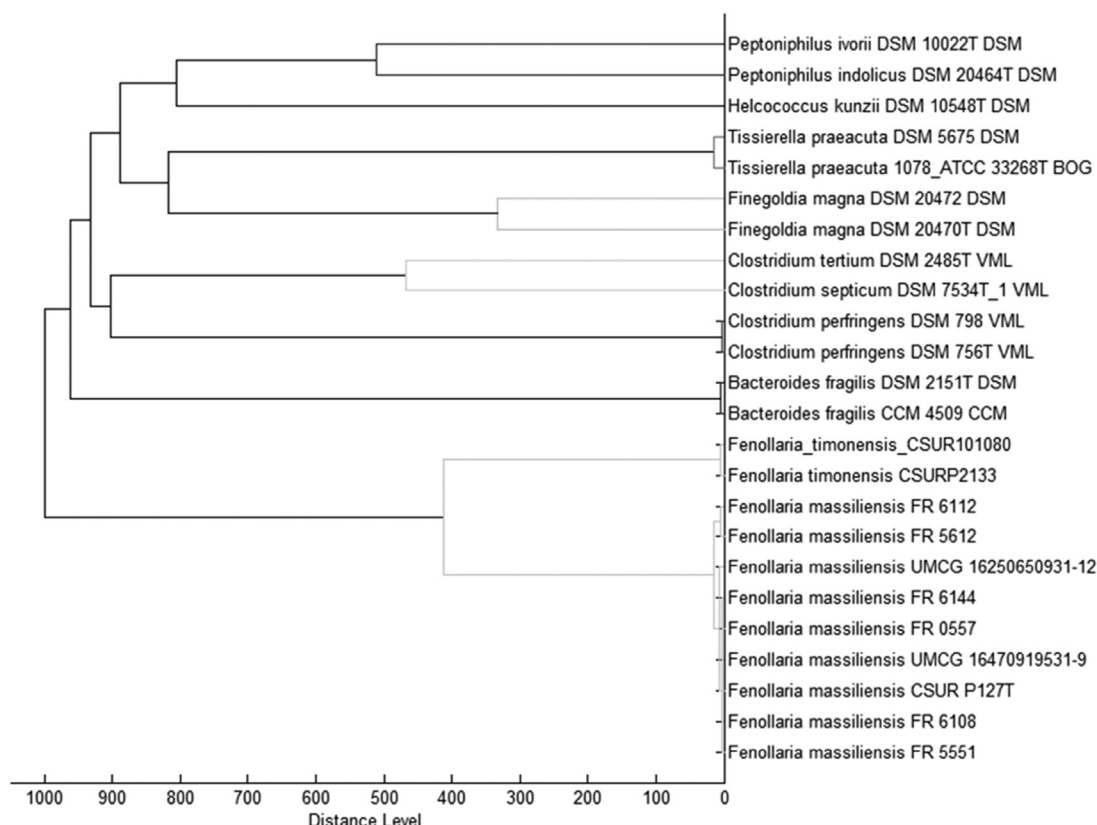 Peptoniphilus ivorii DSM 10022T DSM
Peptoniphilus indolicus DSM 20464T DSM
Helcococcus kunzii DSM 10548T DSM
Tissierella praeacuta DSM 5675 DSM
Tissierella praeacuta 1078_ATCC 33268T BOG
Finegoldia magna DSM 20472 DSM
Finegoldia magna DSM 20470T DSM
Clostridium tertium DSM 2485T VML
Clostridium septicum DSM 7534T_1 VML
Clostridium perfringens DSM 798 VML
Clostridium perfringens DSM 756T VML
Bacteroides fragilis DSM 2151T DSM
Bacteroides fragilis CCM 4509 CCM
Fenollaria_timonensis_CSUR101080
Fenollaria timonensis CSURP2133
Fenollaria massiliensis FR 6112
Fenollaria massiliensis FR 5612
Fenollaria massiliensis UMCG 16250650931-12
Fenollaria massiliensis FR 6144
Fenollaria massiliensis FR 0557
Fenollaria massiliensis UMCG 16470919531-9
Fenollaria massiliensis CSUR P127T
Fenollaria massiliensis FR 6108
Fenollaria massiliensis FR 5551
1000 900 800 700 600 500 400 300 200 100 0
Distance Level